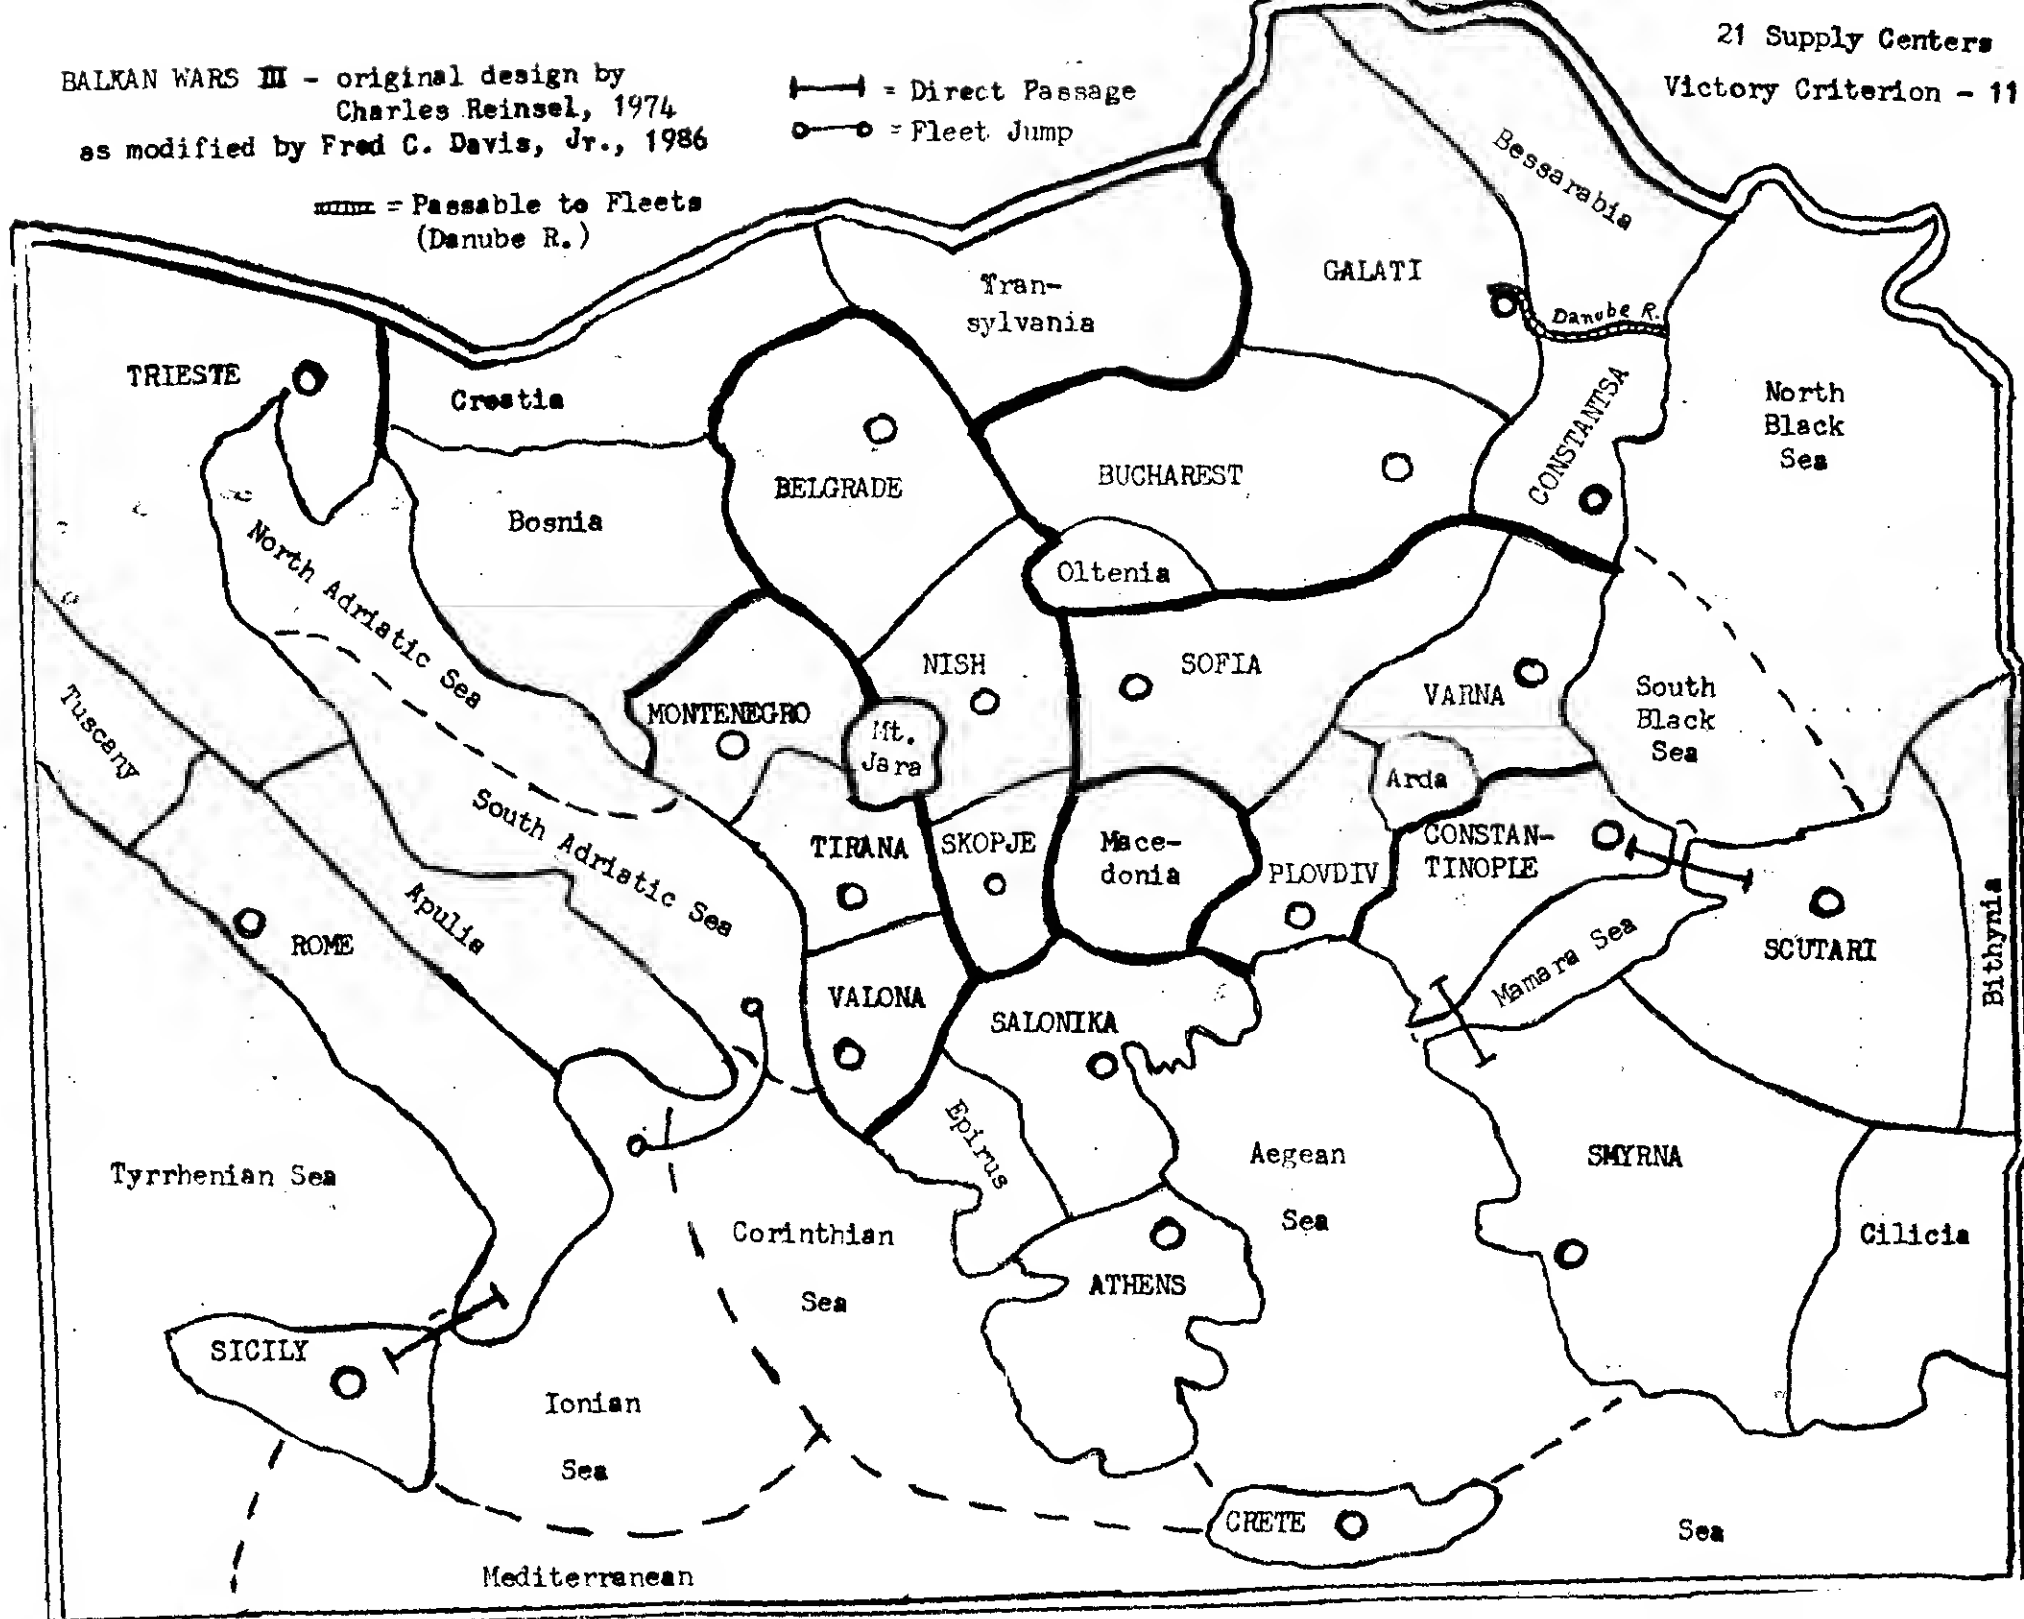 BALKAN WARS III - original design by
Charles Reinsel, 1974
as modified by Fred C. Davis, Jr., 1986
= Passable to Fleets
(Danube R.)
= Direct Passage
= Fleet Jump
21 Supply Centers
Victory Criterion - 11
Bessarabia
GALATI
Tran-
sylvania
Danube R.
TRIESTE
Croatia
CONSTANTSA
North
Black
Sea
BELGRADE
BUCHAREST
Bosnia
North Adriatic Sea
Oltenia
NISH
SOFIA
VARNA
South
Black
Sea
Tuscany
MONTENEGRO
Mt.
Jara
Arda
South Adriatic Sea
TIRANA
SKOPJE
Mace-
donia
PLOVDIV
CONSTAN-
TINOPLE
Apulia
ROME
Mamara Sea
SCUTARI
Bithynia
VALONA
SALONIKA
Epirus
Aegean
Sea
SMYRNA
Tyrrhenian Sea
Corinthian
Sea
Cilicia
ATHENS
SICILY
Ionian
Sea
CRETE
Mediterranean
Sea